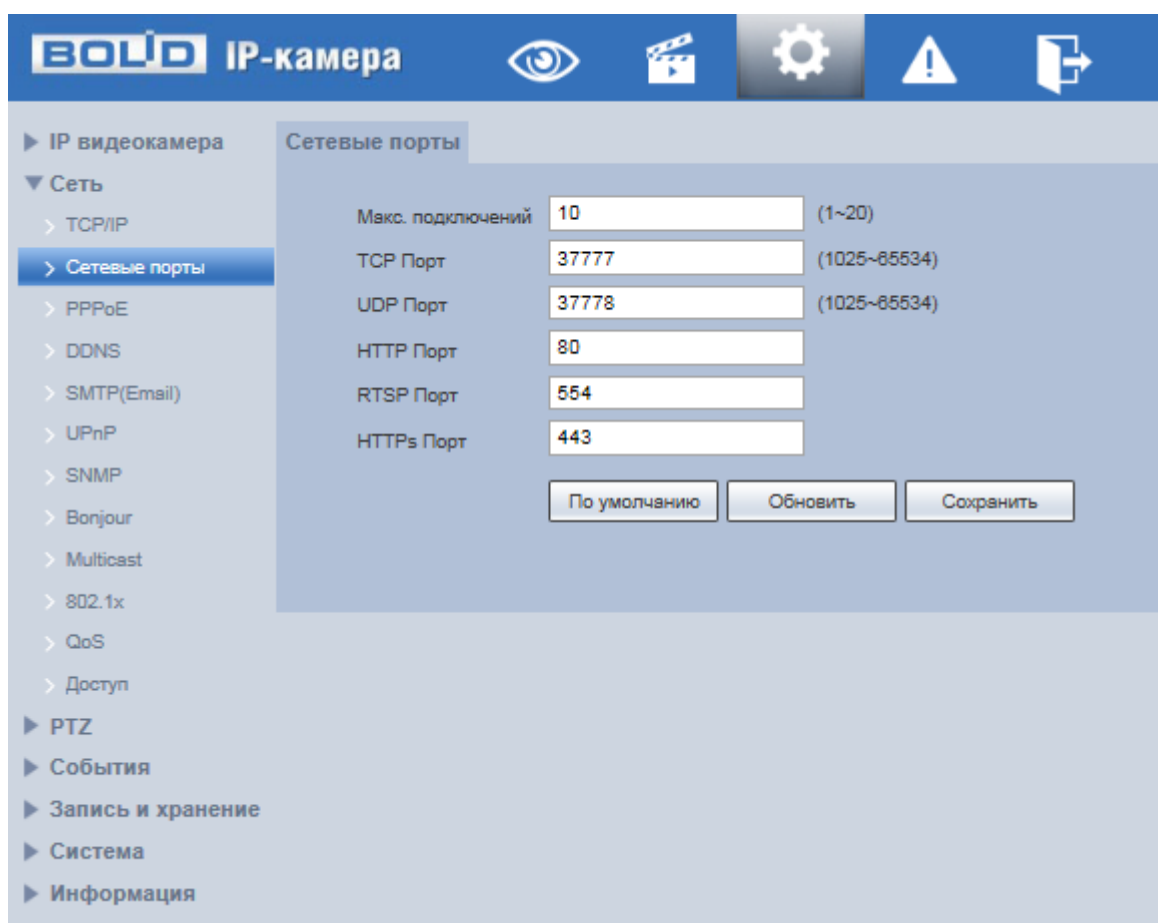 BOLID IP-камера
IP видеокамера
Сеть
TCP/IP
Сетевые порты
PPPoE
DDNS
SMTP(Email)
UPnP
SNMP
Bonjour
Multicast
802.1x
QoS
Доступ
PTZ
События
Запись и хранение
Система
Информация
Сетевые порты
Макс. подключений 10 (1~20)
TCP Порт 37777 (1025~65534)
UDP Порт 37778 (1025~65534)
HTTP Порт 80
RTSP Порт 554
HTTPs Порт 443
По умолчанию Обновить Сохранить